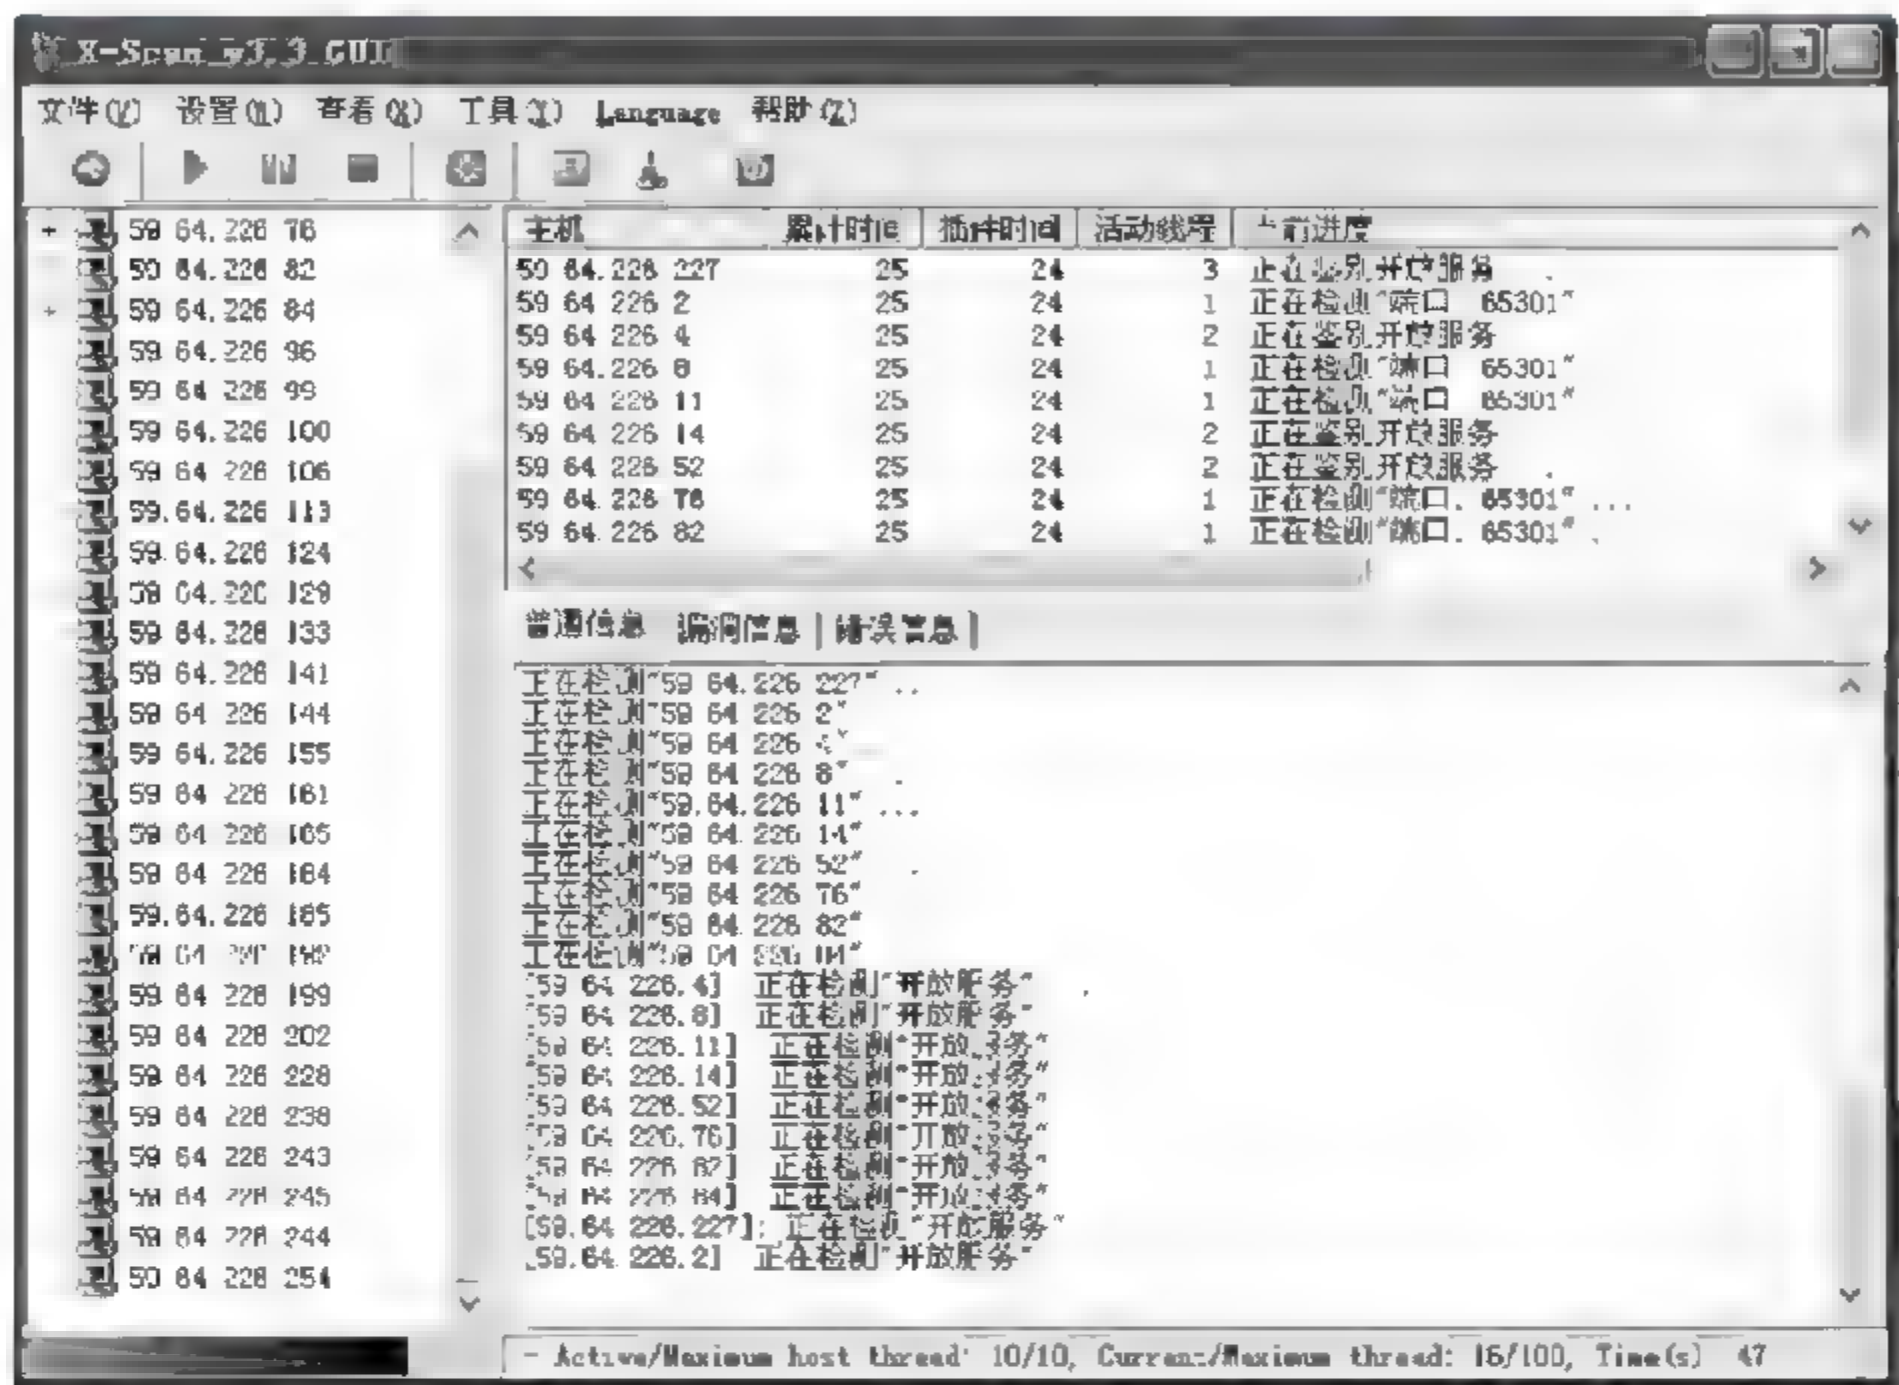 X-Scan v3.3 GUI
文件(V) 设置(W) 查看(X) 工具(Y) Language 帮助(Z)
59.64.226.76
59.64.226.82
59.64.226.84
59.64.226.96
59.64.226.99
59.64.226.100
59.64.226.106
59.64.226.113
59.64.226.124
59.64.226.129
59.64.226.133
59.64.226.141
59.64.226.144
59.64.226.155
59.64.226.161
59.64.226.165
59.64.226.184
59.64.226.185
59.64.226.199
59.64.226.202
59.64.226.228
59.64.226.238
59.64.226.243
59.64.226.245
59.64.226.244
59.64.226.254
主机 累计时间 插件时间 活动线程 当前进度
59.64.226.227 25 24 3 正在鉴别开放服务 ...
59.64.226.2 25 24 1 正在检测"端口: 65301"
59.64.226.4 25 24 2 正在鉴别开放服务
59.64.226.8 25 24 1 正在检测"端口: 65301"
59.64.226.11 25 24 1 正在检测"端口: 65301"
59.64.226.14 25 24 2 正在鉴别开放服务
59.64.226.52 25 24 2 正在鉴别开放服务 ...
59.64.226.76 25 24 1 正在检测"端口: 65301" ...
59.64.226.82 25 24 1 正在检测"端口: 65301" ...
普通信息 漏洞信息 错误信息
正在检测"59.64.226.227" ...
正在检测"59.64.226.2"
正在检测"59.64.226.4"
正在检测"59.64.226.8" ...
正在检测"59.64.226.11" ...
正在检测"59.64.226.14"
正在检测"59.64.226.52" ...
正在检测"59.64.226.76"
正在检测"59.64.226.82"
正在检测"59.64.226.84"
[59.64.226.4]: 正在检测"开放服务" ...
[59.64.226.8]: 正在检测"开放服务"
[59.64.226.11]: 正在检测"开放服务"
[59.64.226.14]: 正在检测"开放服务"
[59.64.226.52]: 正在检测"开放服务"
[59.64.226.76]: 正在检测"开放服务"
[59.64.226.82]: 正在检测"开放服务"
[59.64.226.84]: 正在检测"开放服务"
[59.64.226.227]: 正在检测"开放服务"
[59.64.226.2]: 正在检测"开放服务"
- Active/Maximum host thread: 10/10, Current/Maximum thread: 16/100, Time(s): 47